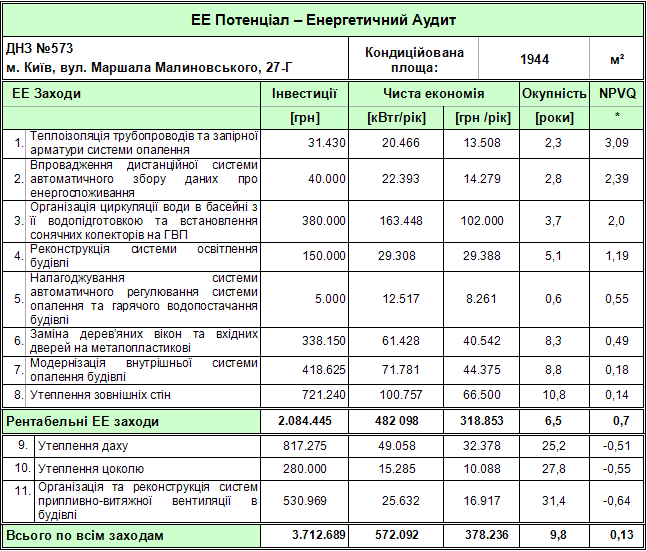 ЕЕ Потенціал – Енергетичний Аудит
ДНЗ №573
м. Київ, вул. Маршала Малиновського, 27-Г
Кондиційована площа: 1944 м²
ЕЕ Заходи Інвестиції Чиста економія Окупність NPVQ
[грн] [кВтг/рік] [грн /рік] [роки] *
1. Теплоізоляція трубопроводів та запірної
арматури системи опалення 31.430 20.466 13.508 2,3 3,09
2. Впровадження дистанційної системи
автоматичного збору даних про
енергоспоживання 40.000 22.393 14.279 2,8 2,39
3. Організація циркуляції води в басейні з
її водопідготовкою та встановлення
сонячних колекторів на ГВП 380.000 163.448 102.000 3,7 2,0
4. Реконструкція системи освітлення
будівлі 150.000 29.308 29.388 5,1 1,19
5. Налагоджування системи
автоматичного регулювання системи
опалення та гарячого водопостачання
будівлі 5.000 12.517 8.261 0,6 0,55
6. Заміна дерев'яних вікон та вхідних
дверей на металопластикові 338.150 61.428 40.542 8,3 0,49
7. Модернізація внутрішньої системи
опалення будівлі 418.625 71.781 44.375 8,8 0,18
8. Утеплення зовнішніх стін 721.240 100.757 66.500 10,8 0,14
Рентабельні ЕЕ заходи 2.084.445 482 098 318.853 6,5 0,7
9. Утеплення даху 817.275 49.058 32.378 25,2 -0,51
10. Утеплення цоколю 280.000 15.285 10.088 27,8 -0,55
11. Організація та реконструкція систем
припливно-витяжної вентиляції в
будівлі 530.969 25.632 16.917 31,4 -0,64
Всього по всім заходам 3.712.689 572.092 378.236 9,8 0,13